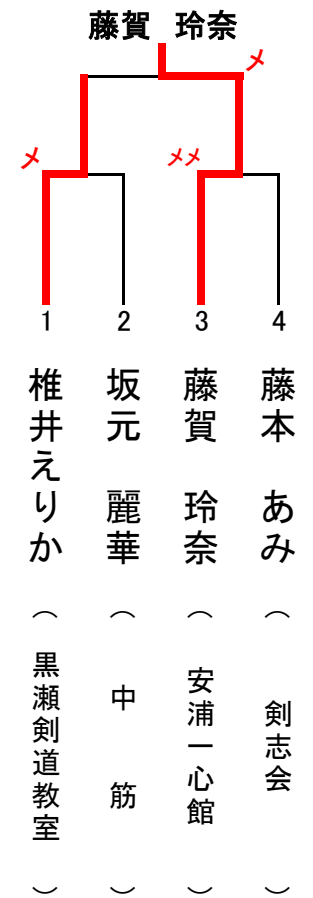 藤賀 玲奈
メ
メ
メメ
1
2
3
4
椎井えりか（黒瀬剣道教室）
坂元 麗華（中筋）
藤賀 玲奈（安浦一心館）
藤本 あみ（剣志会）